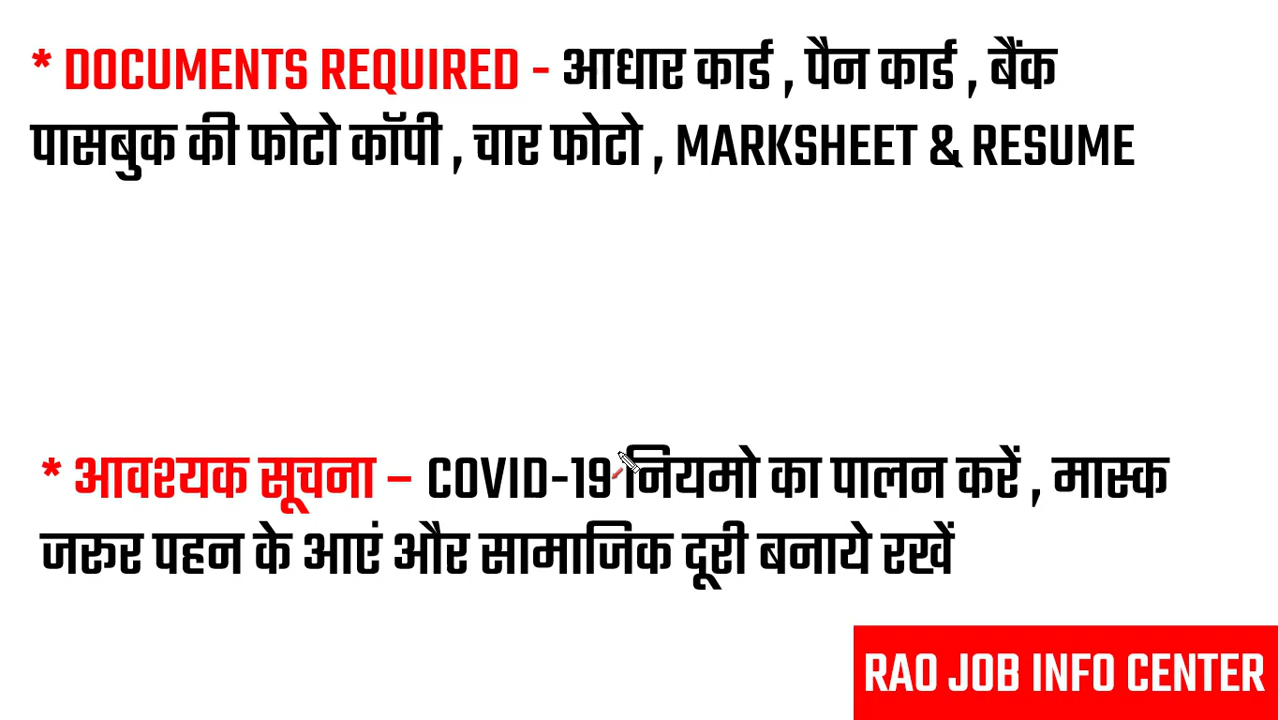 * DOCUMENTS REQUIRED - आधार कार्ड , पैन कार्ड , बैंक
पासबुक की फोटो कॉपी , चार फोटो , MARKSHEET & RESUME
* आवश्यक सूचना – COVID-19 नियमो का पालन करें , मास्क
जरुर पहन के आएं और सामाजिक दूरी बनाये रखें
RAO JOB INFO CENTER